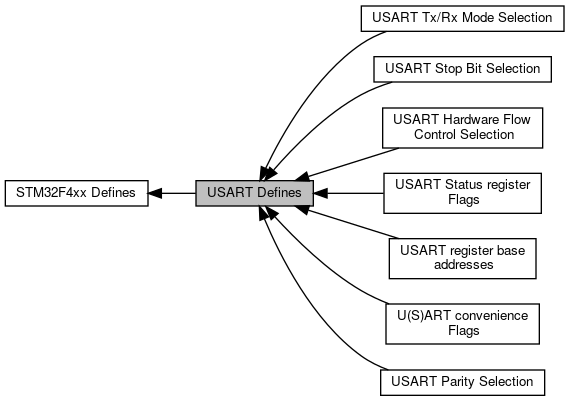 USART Tx/Rx Mode Selection
USART Stop Bit Selection
USART Hardware Flow
Control Selection
STM32F4xx Defines
USART Defines
USART Status register
Flags
USART register base
addresses
U(S)ART convenience
Flags
USART Parity Selection